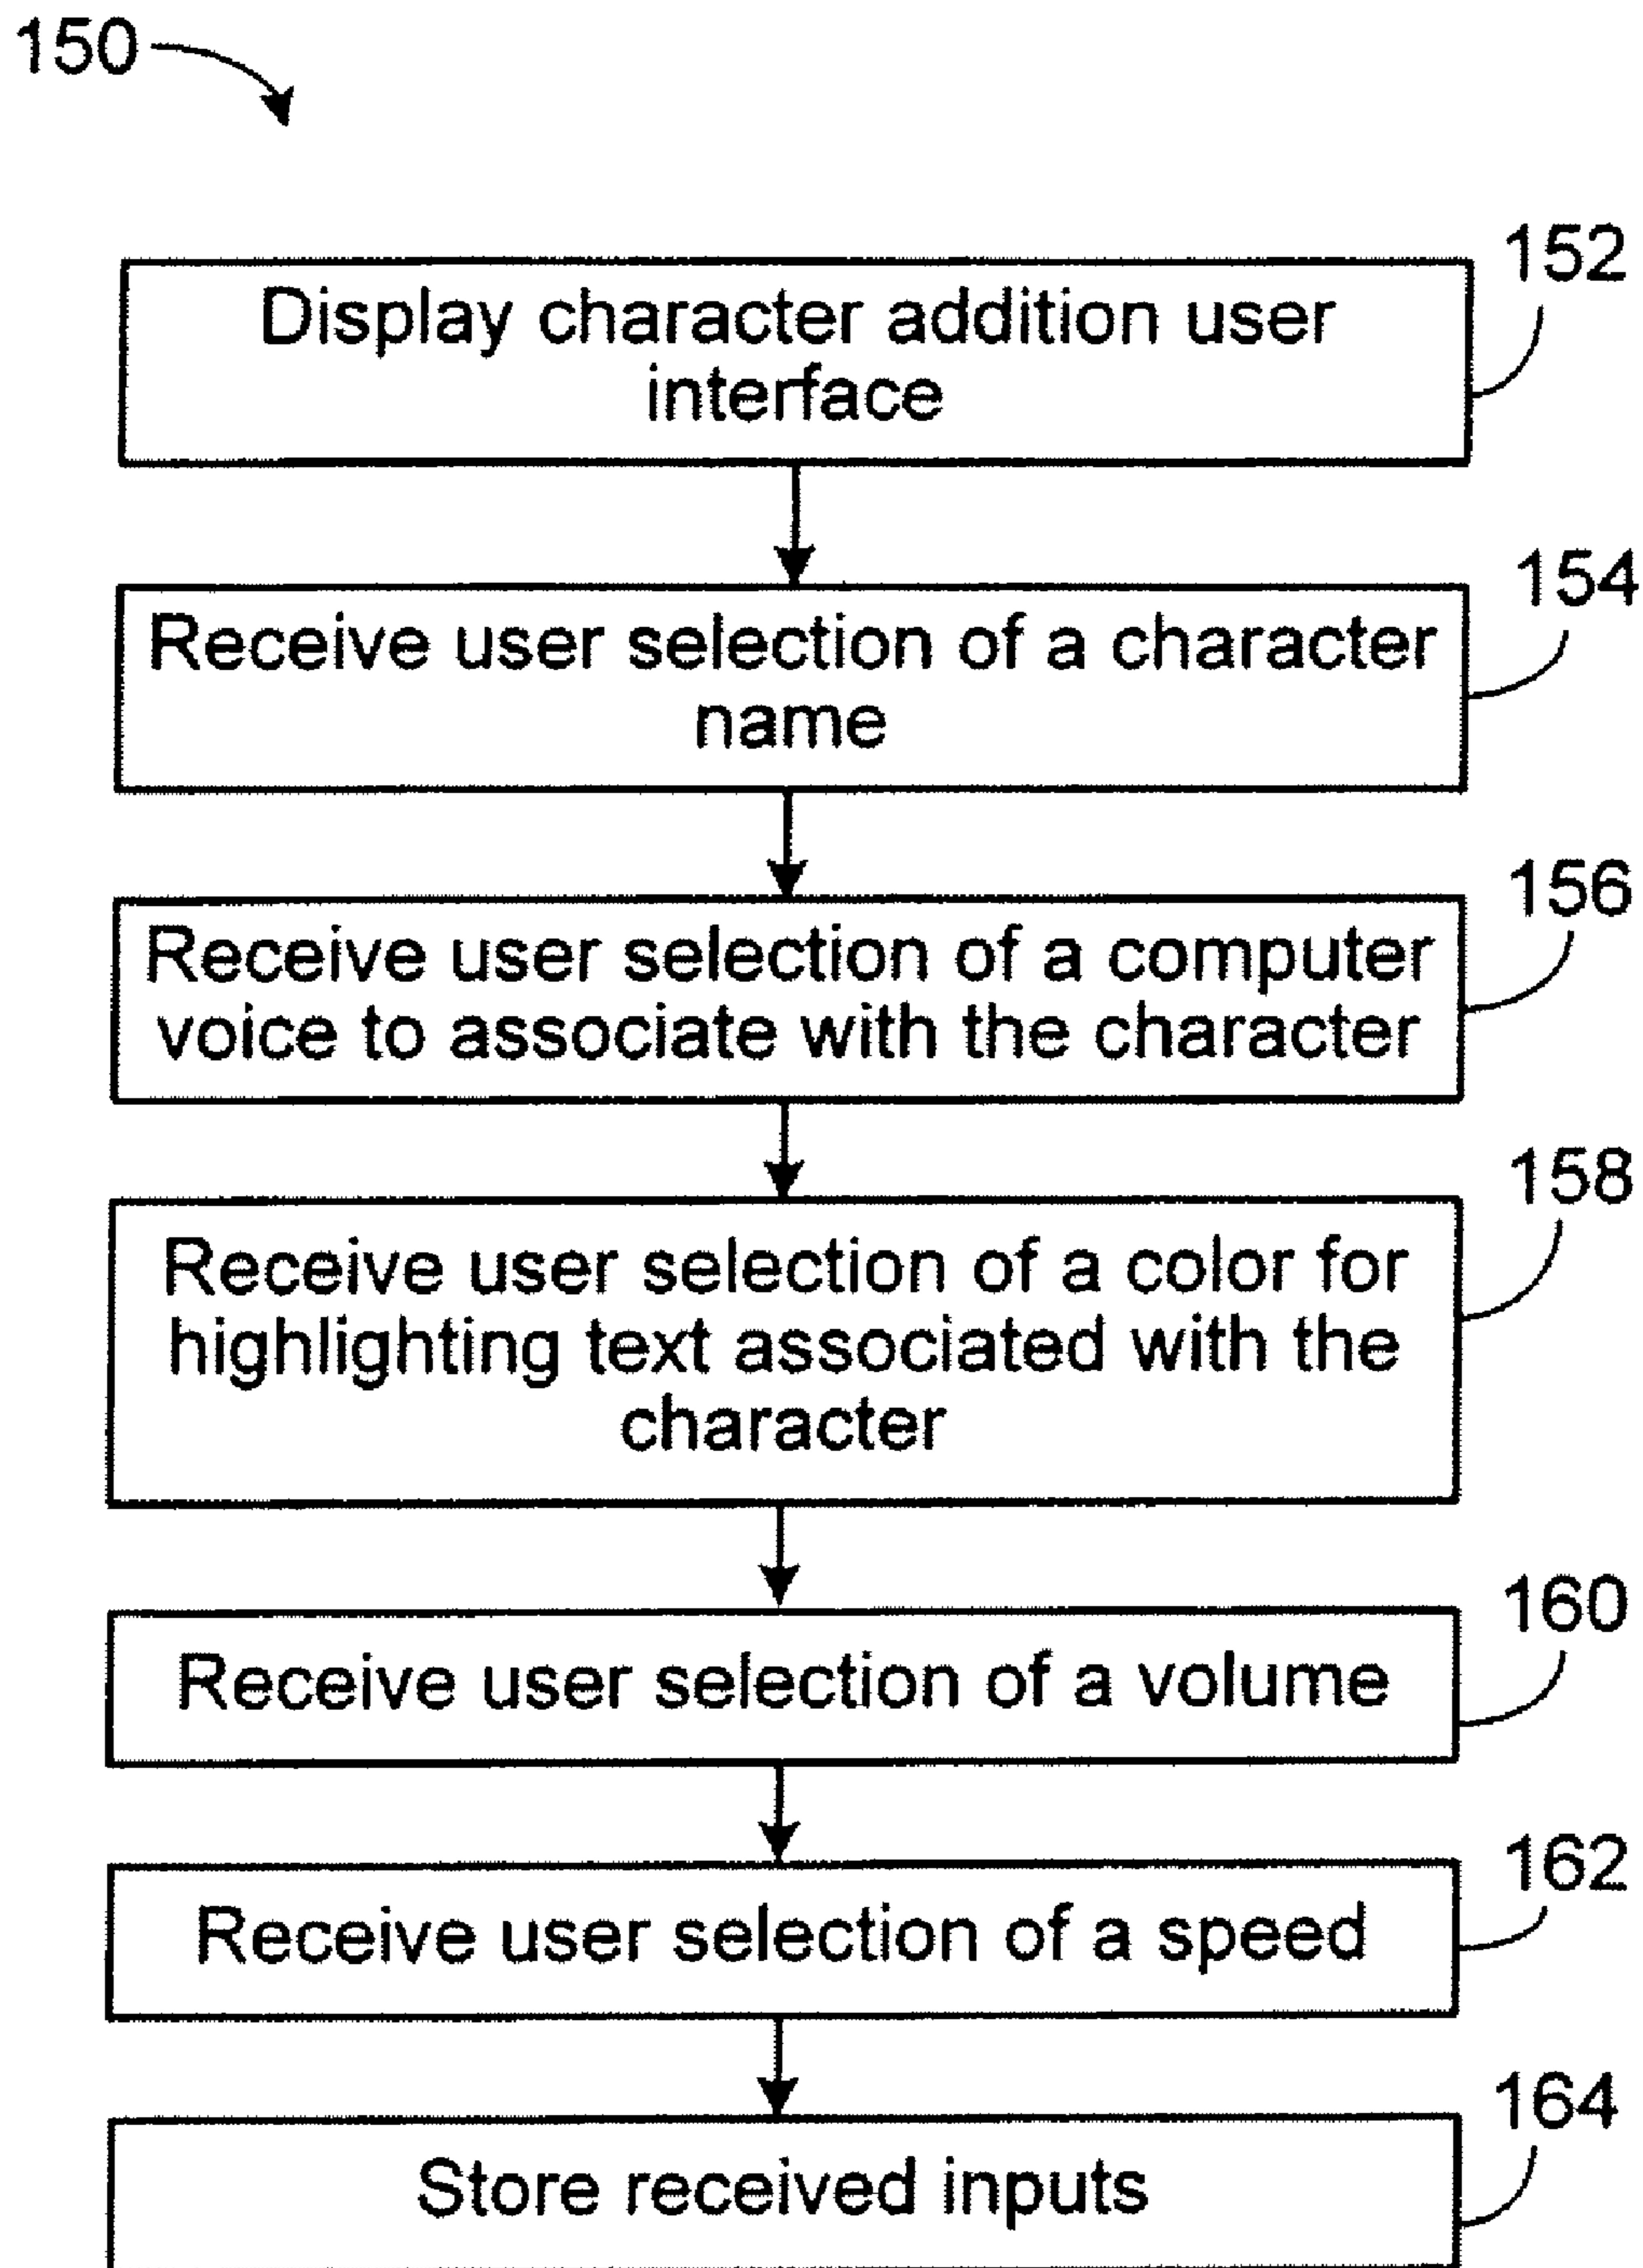 150
152
Display character addition user
interface
154
Receive user selection of a character
name
156
Receive user selection of a computer
voice to associate with the character
158
Receive user selection of a color for
highlighting text associated with the
character
160
Receive user selection of a volume
162
Receive user selection of a speed
164
Store received inputs